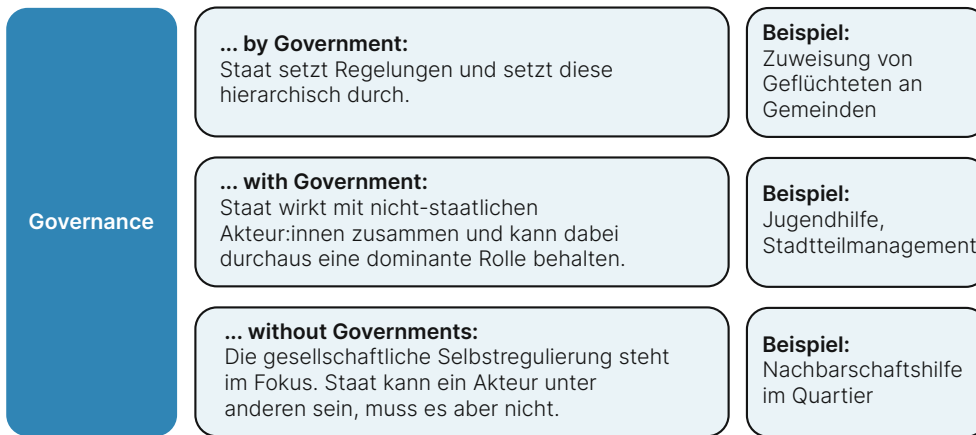 Governance
... by Government:
Staat setzt Regelungen und setzt diese
hierarchisch durch.
Beispiel:
Zuweisung von
Geflüchteten an
Gemeinden
... with Government:
Staat wirkt mit nicht-staatlichen
Akteur:innen zusammen und kann dabei
durchaus eine dominante Rolle behalten.
Beispiel:
Jugendhilfe,
Stadtteilmanagement
... without Governments:
Die gesellschaftliche Selbstregulierung steht
im Fokus. Staat kann ein Akteur unter
anderen sein, muss es aber nicht.
Beispiel:
Nachbarschaftshilfe
im Quartier